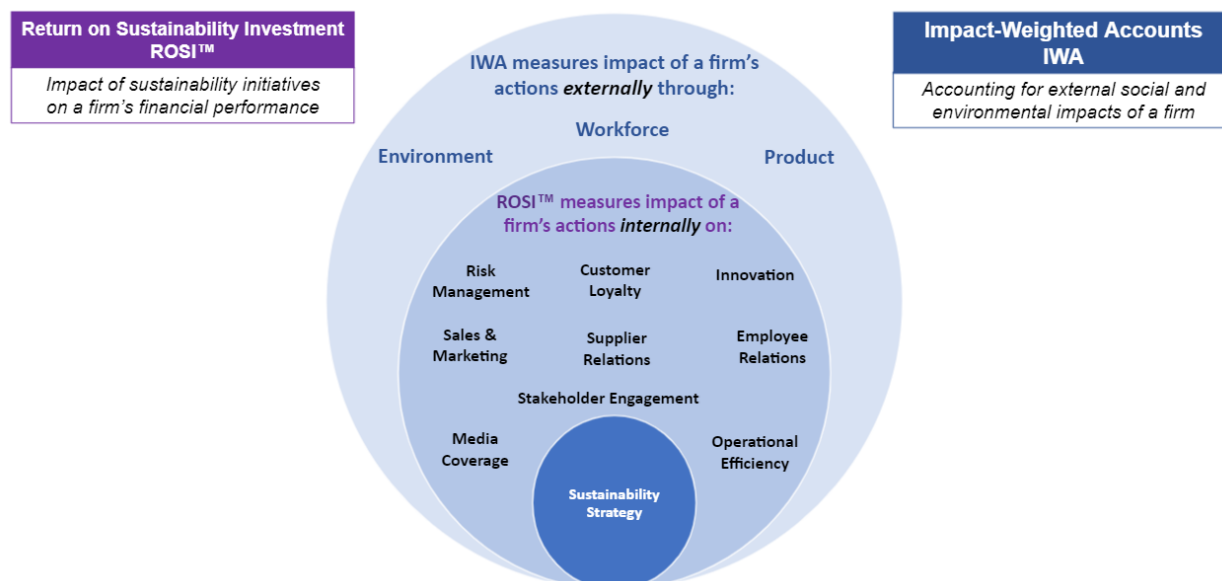 Return on Sustainability Investment
ROSI™
Impact of sustainability initiatives
on a firm's financial performance
Impact-Weighted Accounts
IWA
Accounting for external social and
environmental impacts of a firm
IWA measures impact of a firm's
actions externally through:
Workforce
Environment
Product
ROSI™ measures impact of a
firm's actions internally on:
Risk
Management
Customer
Loyalty
Innovation
Sales &
Marketing
Supplier
Relations
Employee
Relations
Stakeholder Engagement
Media
Coverage
Operational
Efficiency
Sustainability
Strategy